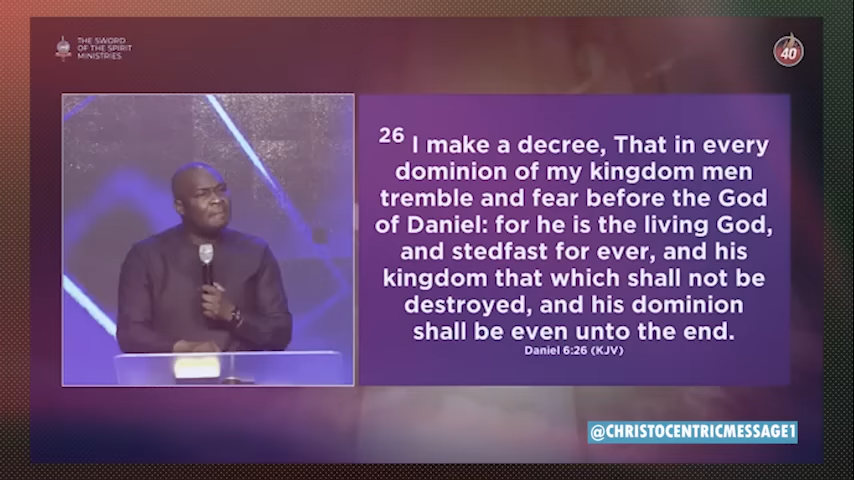 THE SWORD
OF THE SPIRIT
MINISTRIES
40
26 I make a decree, That in every
dominion of my kingdom men
tremble and fear before the God
of Daniel: for he is the living God,
and stedfast for ever, and his
kingdom that which shall not be
destroyed, and his dominion
shall be even unto the end.
Daniel 6:26 (KJV)
@CHRISTOCENTRICMESSAGE1